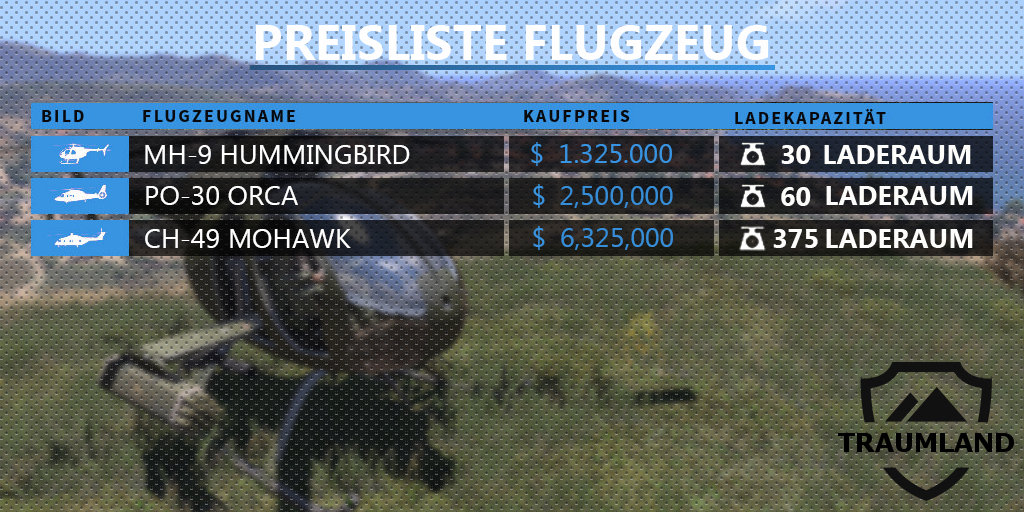 PREISLISTE FLUGZEUG
BILD FLUGZEUGNAME KAUFPREIS LADEKAPAZITÄT
MH-9 HUMMINGBIRD $ 1.325.000 30 LADERAUM
PO-30 ORCA $ 2,500,000 60 LADERAUM
CH-49 MOHAWK $ 6,325,000 375 LADERAUM
TRAUMLAND